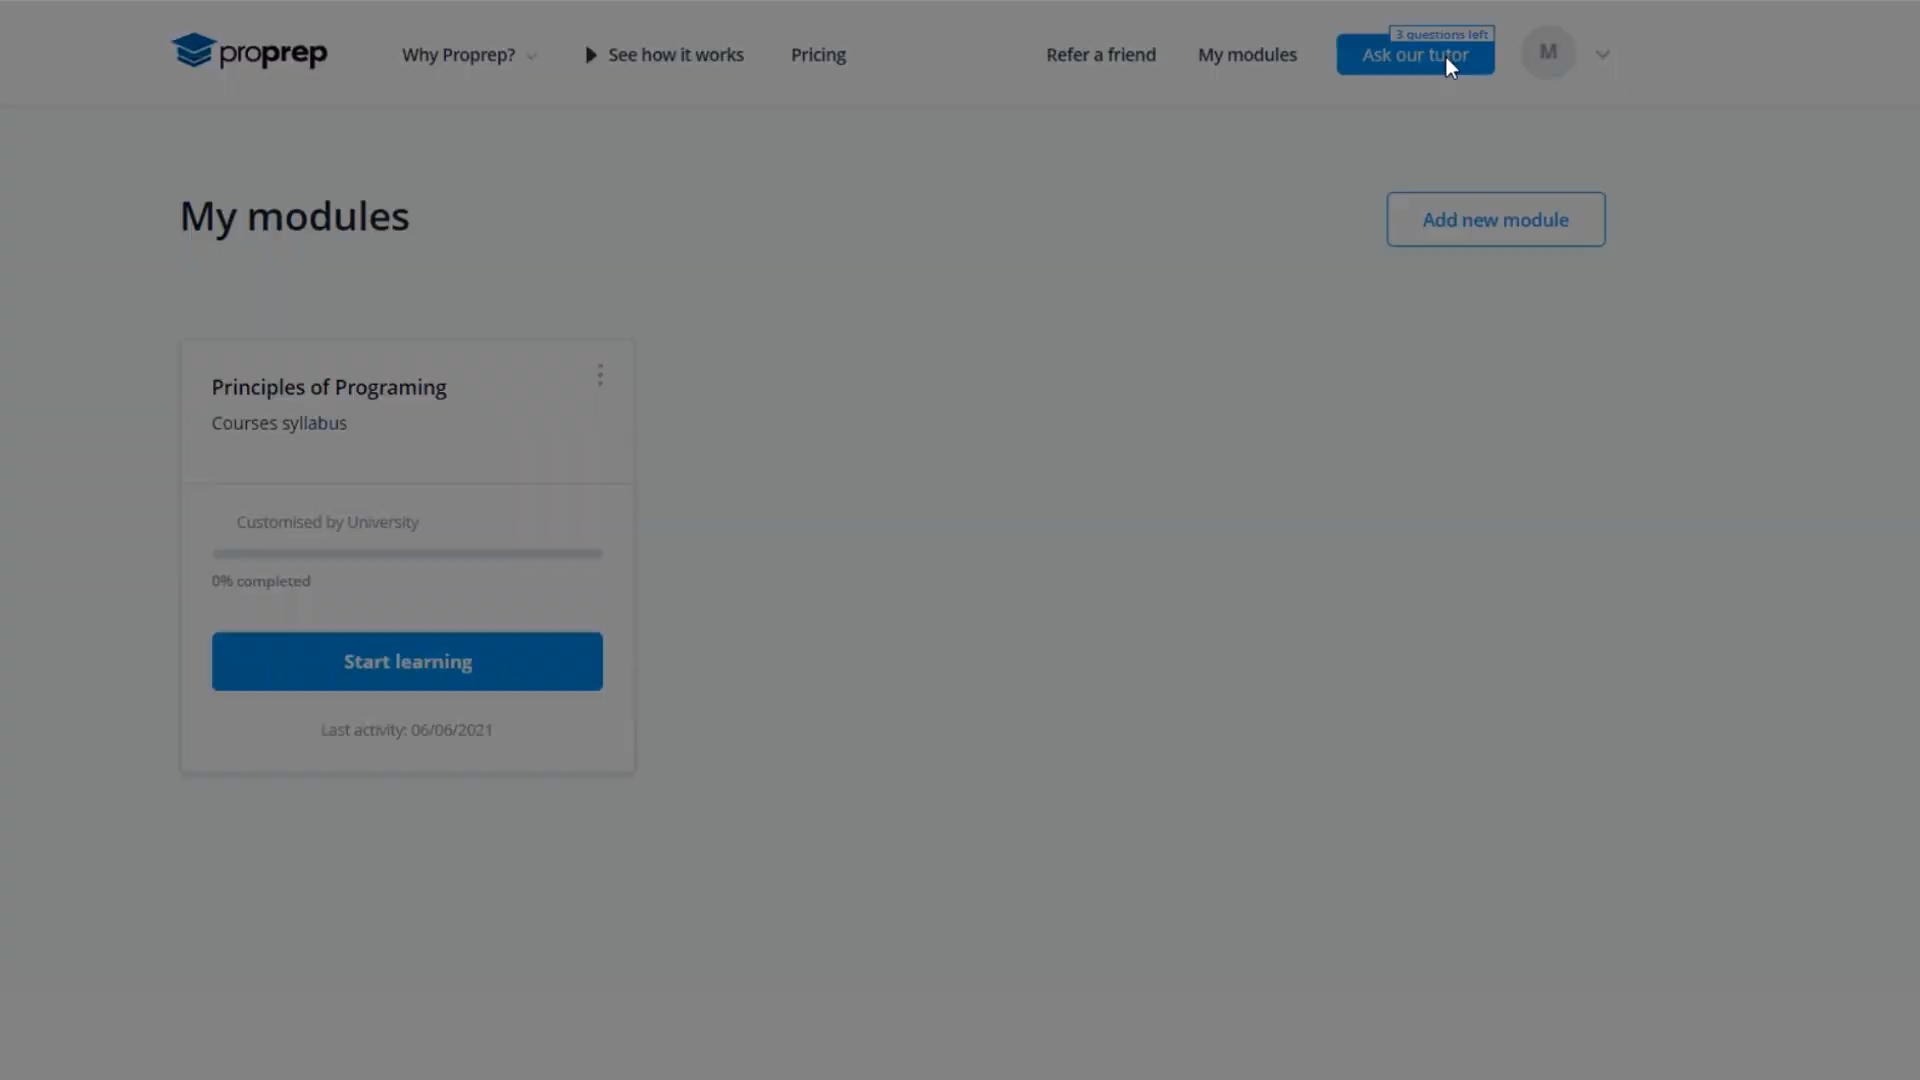 proprep
Why Proprep?
See how it works
Pricing
Refer a friend
My modules
3 questions left
Ask our tutor
M
My modules
Add new module
Principles of Programing
Courses syllabus
Customised by University
0% completed
Start learning
Last activity: 06/06/2021